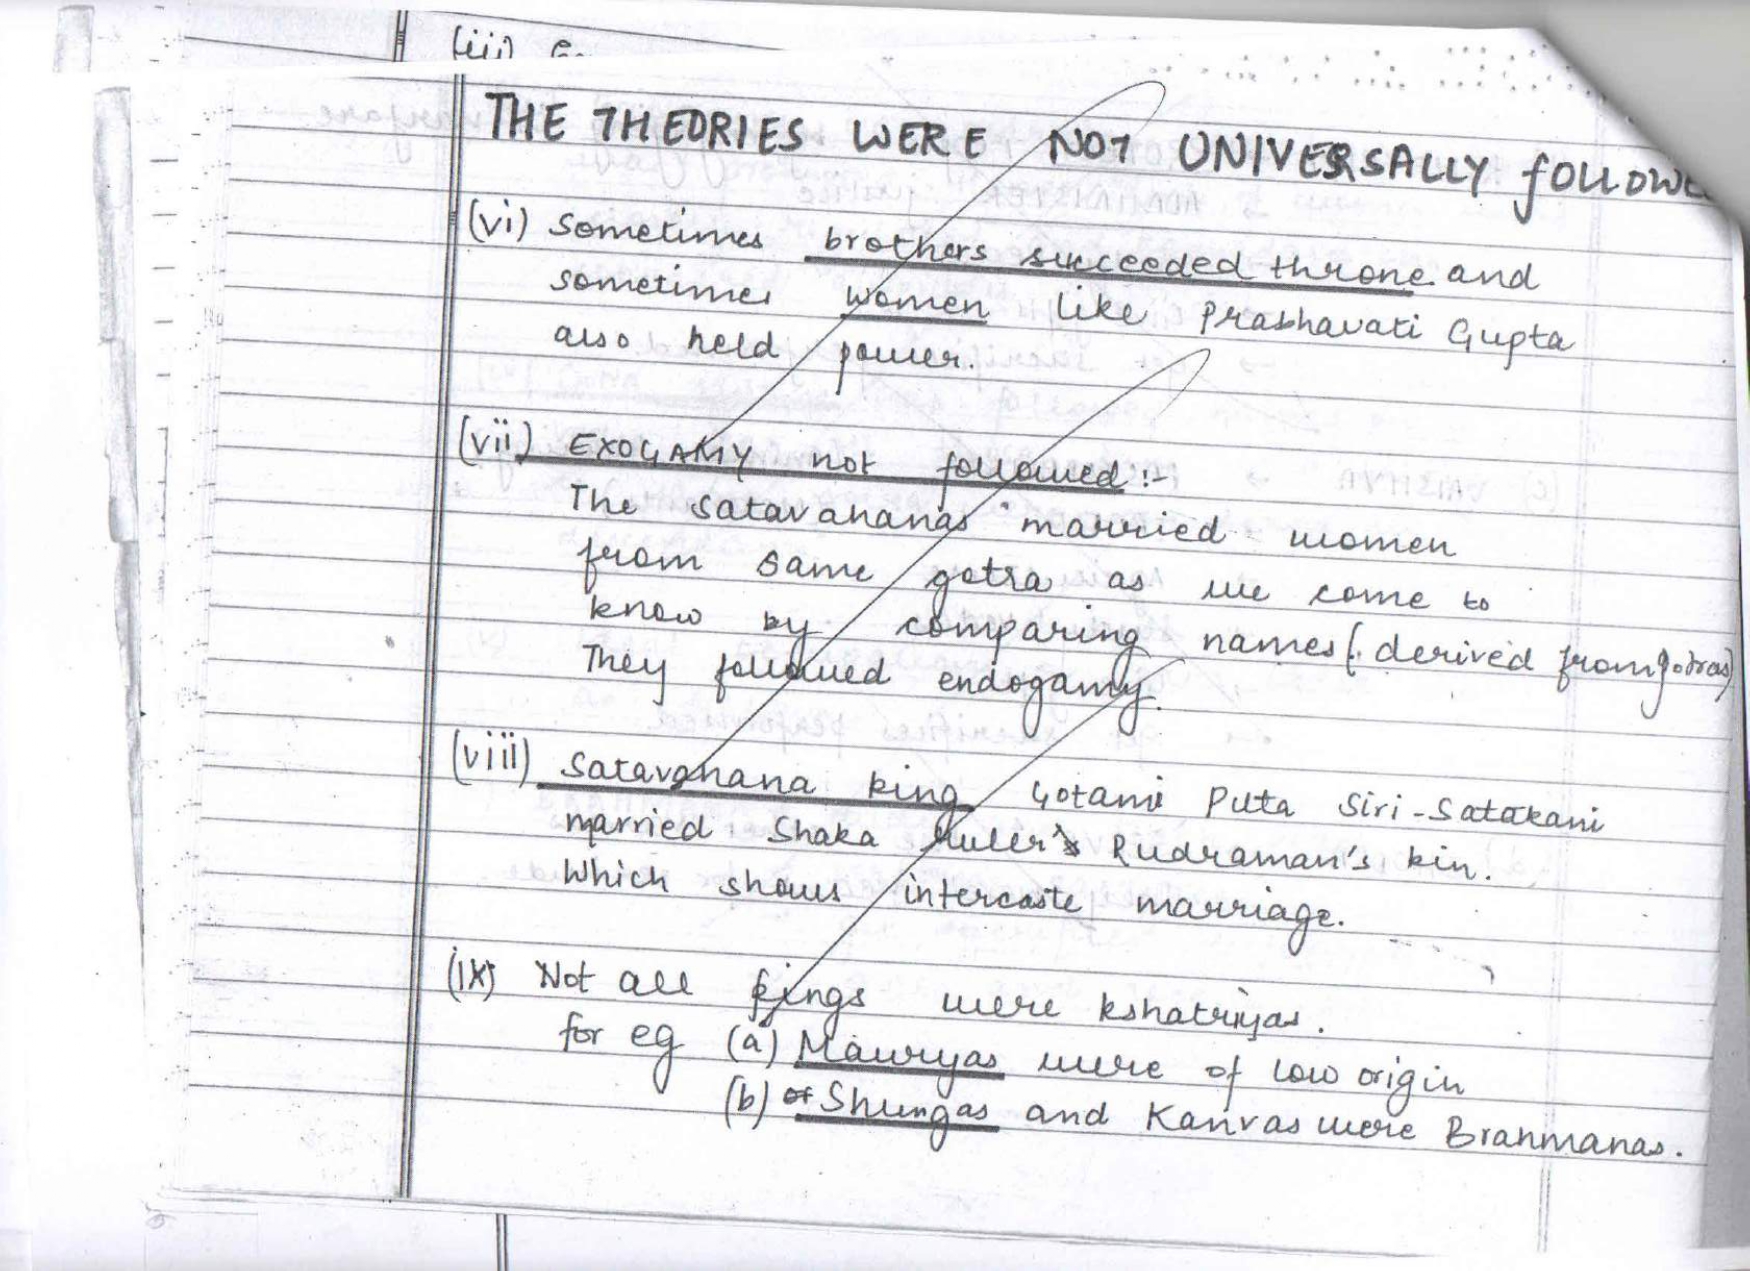 (iii)
THE THEORIES WERE NOT UNIVERSALLY FOLLOWE
(vi) Sometimes brothers succeeded throne and
sometimes women like Prabhavati Gupta
also held power.
(vii) EXOGAMY not followed :-
The Satavahanas married women
from same gotra as we come to
know by comparing names (derived from gotras)
They followed endogamy.
(viii) Satavahana king Gotami Puta Siri-Satakani
married Shaka Ruler's Rudraman's kin.
Which shows intercaste marriage.
(ix) Not all kings were kshatriyas.
for eg (a) Mauryas were of low origin
(b) of Shungas and Kanvas were Brahmanas.